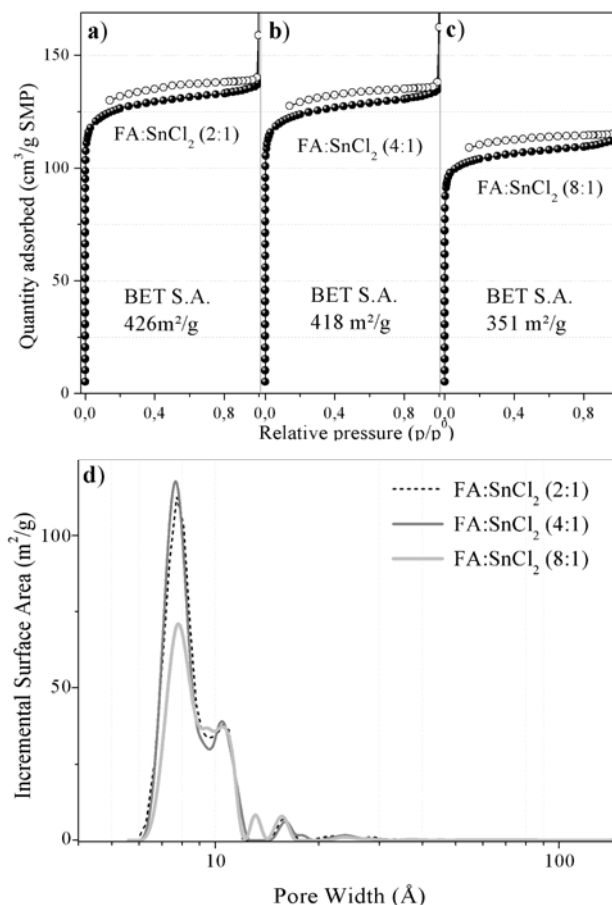 a)
b)
c)
150
100
50
0
Quantity adsorbed (cm³/g SMP)
FA:SnCl₂ (2:1)
FA:SnCl₂ (4:1)
FA:SnCl₂ (8:1)
BET S.A.
426m²/g
BET S.A.
418 m²/g
BET S.A.
351 m²/g
0,0 0,4 0,8 0,0 0,4 0,8 0,0 0,4 0,8
Relative pressure (p/p⁰)
d)
FA:SnCl₂ (2:1)
FA:SnCl₂ (4:1)
FA:SnCl₂ (8:1)
100
50
0
Incremental Surface Area (m²/g)
10 100
Pore Width (Å)